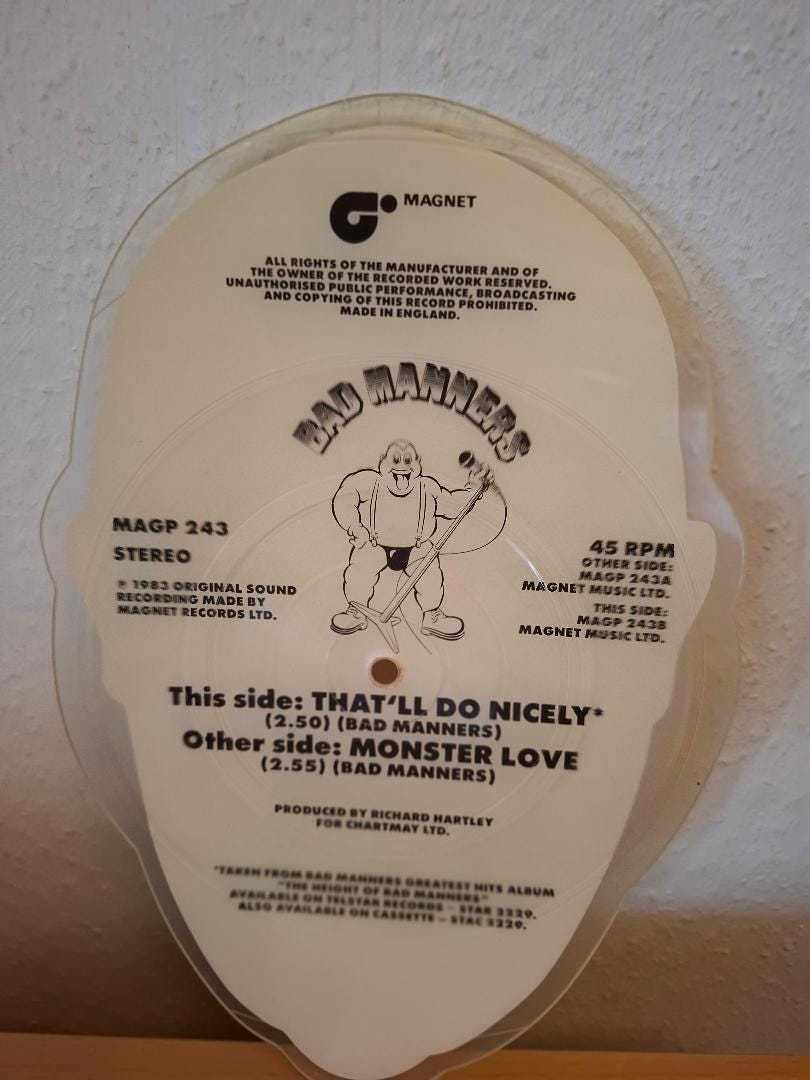 MAGNET
ALL RIGHTS OF THE MANUFACTURER AND OF
THE OWNER OF THE RECORDED WORK RESERVED.
UNAUTHORISED PUBLIC PERFORMANCE, BROADCASTING
AND COPYING OF THIS RECORD PROHIBITED.
MADE IN ENGLAND.
BAD MANNERS
MAGP 243
STEREO
℗ 1983 ORIGINAL SOUND
RECORDING MADE BY
MAGNET RECORDS LTD.
45 RPM
OTHER SIDE:
MAGP 243A
MAGNET MUSIC LTD.
THIS SIDE:
MAGP 243B
MAGNET MUSIC LTD.
This side: THAT'LL DO NICELY*
(2.50) (BAD MANNERS)
Other side: MONSTER LOVE
(2.55) (BAD MANNERS)
PRODUCED BY RICHARD HARTLEY
FOR CHARTMAY LTD.
*TAKEN FROM BAD MANNERS GREATEST HITS ALBUM
"THE HEIGHT OF BAD MANNERS"
AVAILABLE ON TELSTAR RECORDS – STAR 2229.
ALSO AVAILABLE ON CASSETTE – STAC 2229.